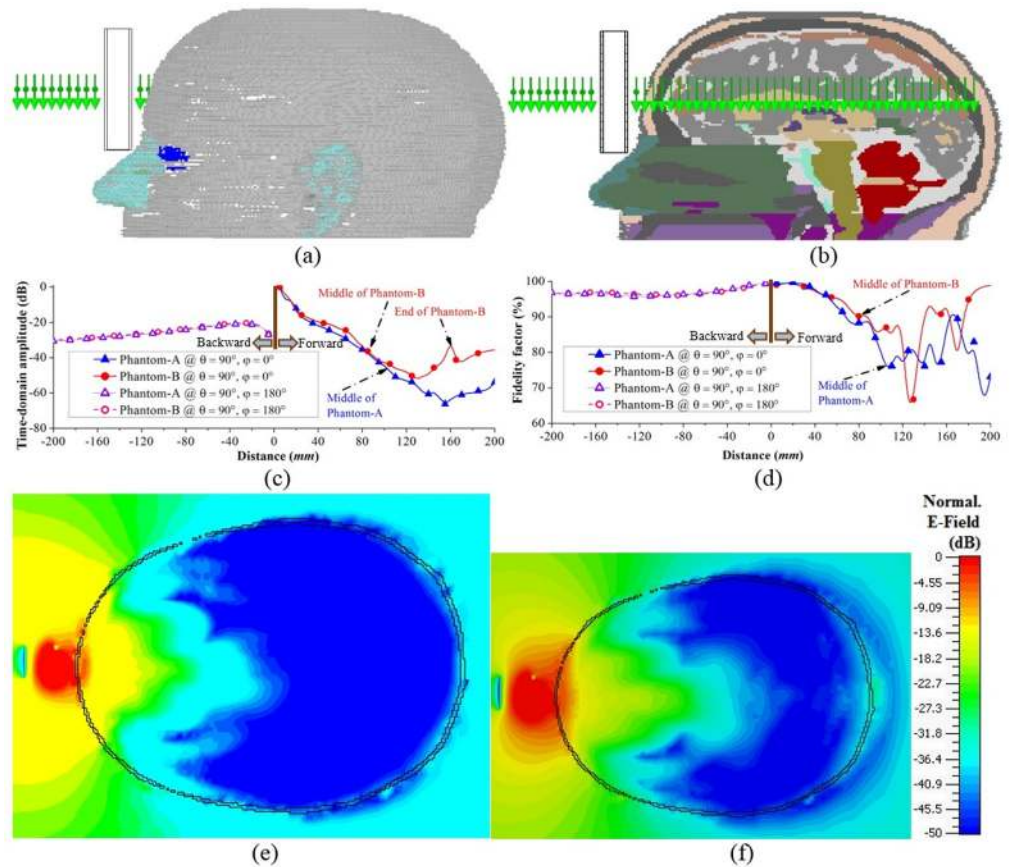 (a)
(b)
Time-domain amplitude (dB)
0
-20
-40
-60
-80
Middle of Phantom-B
End of Phantom-B
Backward
Forward
Phantom-A @ θ = 90°, φ = 0°
Phantom-B @ θ = 90°, φ = 0°
Phantom-A @ θ = 90°, φ = 180°
Phantom-B @ θ = 90°, φ = 180°
Middle of
Phantom-A
-200 -160 -120 -80 -40 0 40 80 120 160 200
Distance (mm)
(c)
Fidelity factor (%)
100
90
80
70
60
Middle of Phantom-B
Backward
Forward
Phantom-A @ θ = 90°, φ = 0°
Phantom-B @ θ = 90°, φ = 0°
Phantom-A @ θ = 90°, φ = 180°
Phantom-B @ θ = 90°, φ = 180°
Middle of
Phantom-A
-200 -160 -120 -80 -40 0 40 80 120 160 200
Distance (mm)
(d)
Normal.
E-Field
(dB)
0
-4.55
-9.09
-13.6
-18.2
-22.7
-27.3
-31.8
-36.4
-40.9
-45.5
-50
(e)
(f)